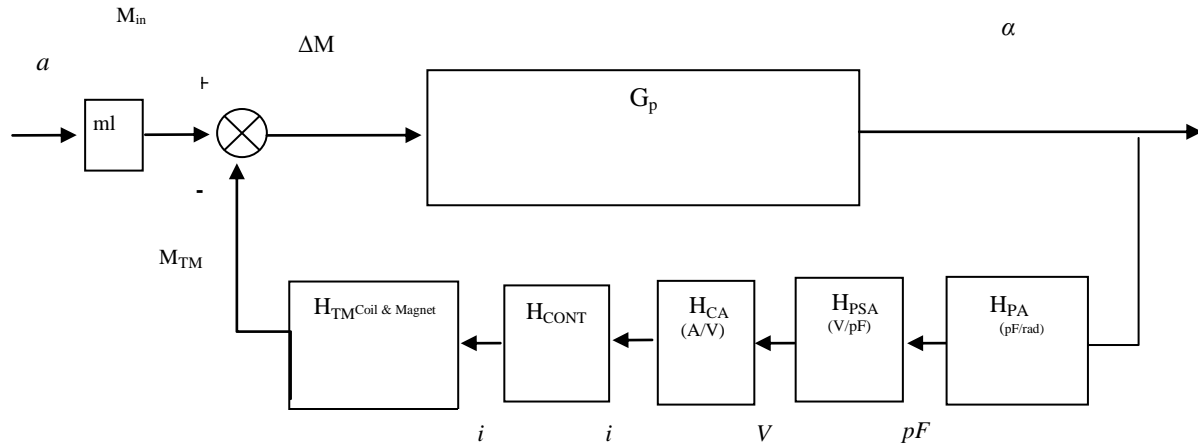 M_in
ΔM
α
a
+
G_p
ml
-
M_TM
H_TM Coil & Magnet
H_CONT
H_CA
(A/V)
H_PSA
(V/pF)
H_PA
(pF/rad)
i
i
V
pF